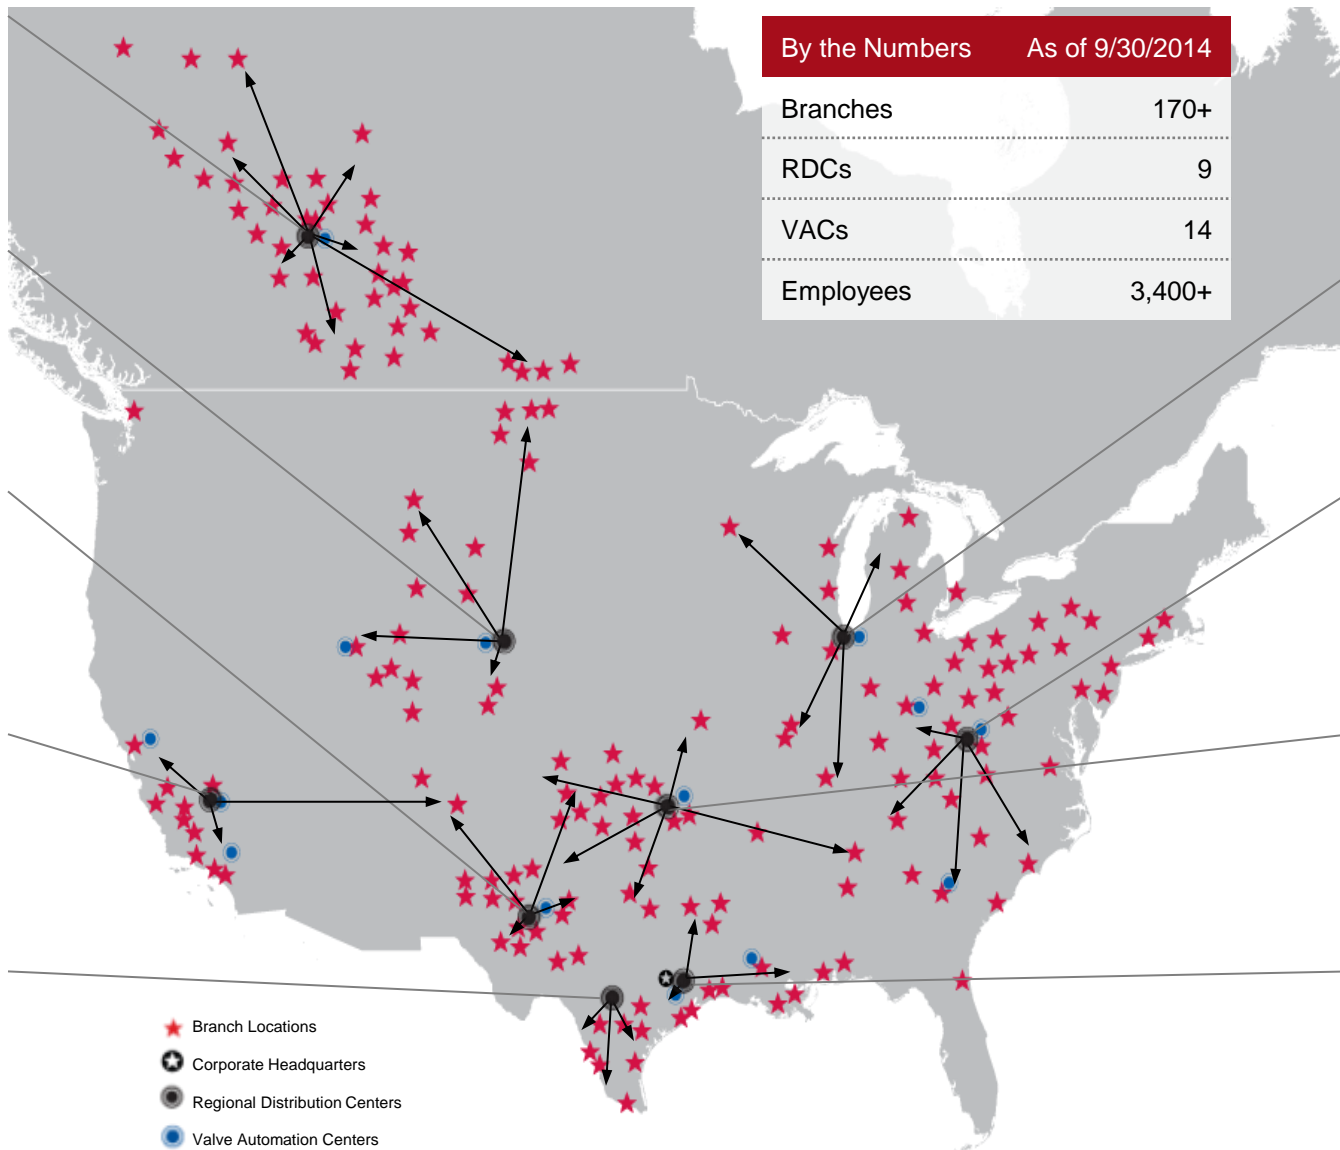 By the Numbers As of 9/30/2014
Branches 170+
RDCs 9
VACs 14
Employees 3,400+
Branch Locations
Corporate Headquarters
Regional Distribution Centers
Valve Automation Centers